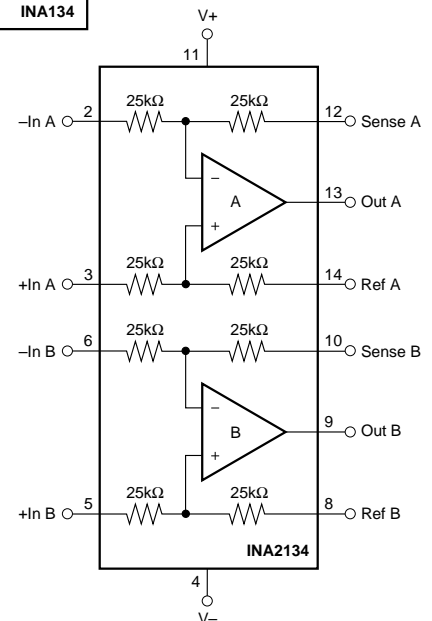 INA134
V+
11
25kΩ 25kΩ
–In A 2 12 Sense A
–
A 13 Out A
+
25kΩ 25kΩ
+In A 3 14 Ref A
25kΩ 25kΩ
–In B 6 10 Sense B
–
B 9 Out B
+
25kΩ 25kΩ
+In B 5 8 Ref B
INA2134
4
V–